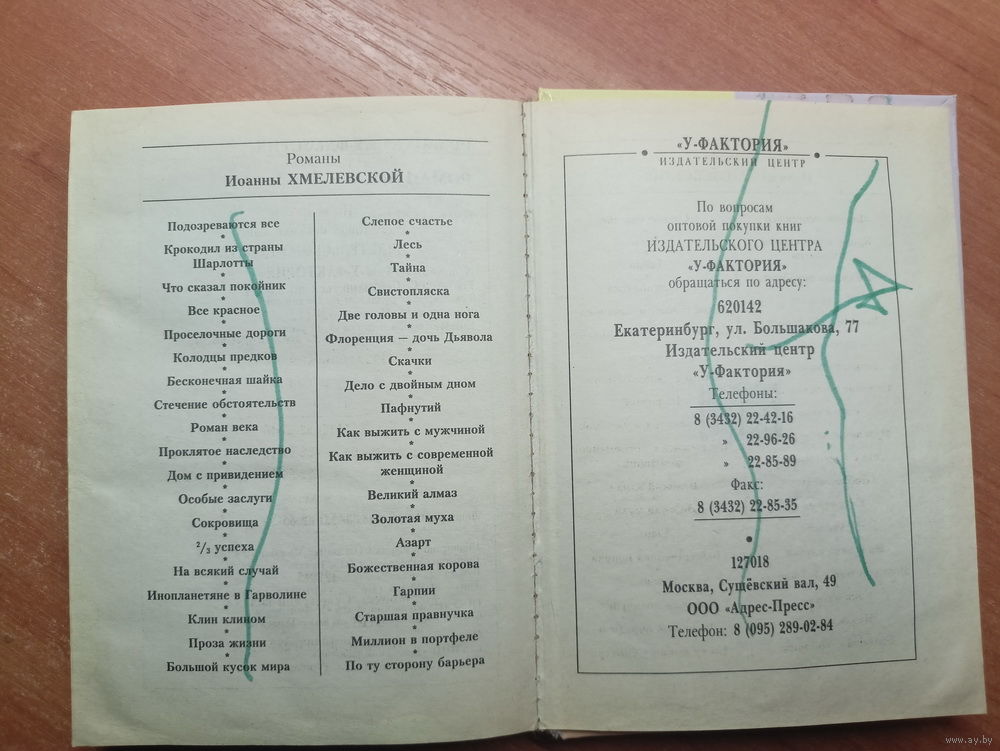 Романы
Иоанны ХМЕЛЕВСКОЙ
Подозреваются все
*
Крокодил из страны
Шарлотты
*
Что сказал покойник
*
Все красное
*
Проселочные дороги
*
Колодцы предков
*
Бесконечная шайка
*
Стечение обстоятельств
*
Роман века
*
Проклятое наследство
*
Дом с привидением
*
Особые заслуги
*
Сокровища
*
2/3 успеха
*
На всякий случай
*
Инопланетяне в Гарволине
*
Клин клином
*
Проза жизни
*
Большой кусок мира
Слепое счастье
*
Лесь
*
Тайна
*
Свистопляска
*
Две головы и одна нога
*
Флоренция — дочь Дьявола
*
Скачки
*
Дело с двойным дном
*
Пафнутий
*
Как выжить с мужчиной
*
Как выжить с современной
женщиной
*
Великий алмаз
*
Золотая муха
*
Азарт
*
Божественная корова
*
Гарпии
*
Старшая правнучка
*
Миллион в портфеле
*
По ту сторону барьера
«У-ФАКТОРИЯ»
ИЗДАТЕЛЬСКИЙ ЦЕНТР
По вопросам
оптовой покупки книг
ИЗДАТЕЛЬСКОГО ЦЕНТРА
«У-ФАКТОРИЯ»
обращаться по адресу:
620142
Екатеринбург, ул. Большакова, 77
Издательский центр
«У-Фактория»
Телефоны:
8 (3432) 22-42-16
» 22-96-26
» 22-85-89
Факс:
8 (3432) 22-85-35
127018
Москва, Сущёвский вал, 49
ООО «Адрес-Пресс»
Телефон: 8 (095) 289-02-84
www.ay.by